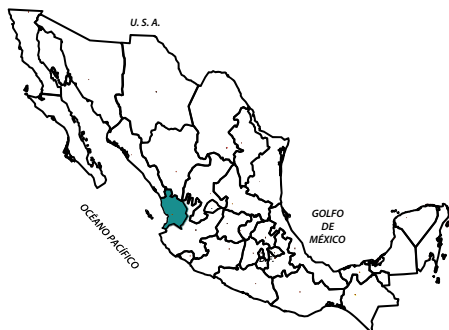 U. S. A.
OCÉANO PACÍFICO
GOLFO
DE
MÉXICO